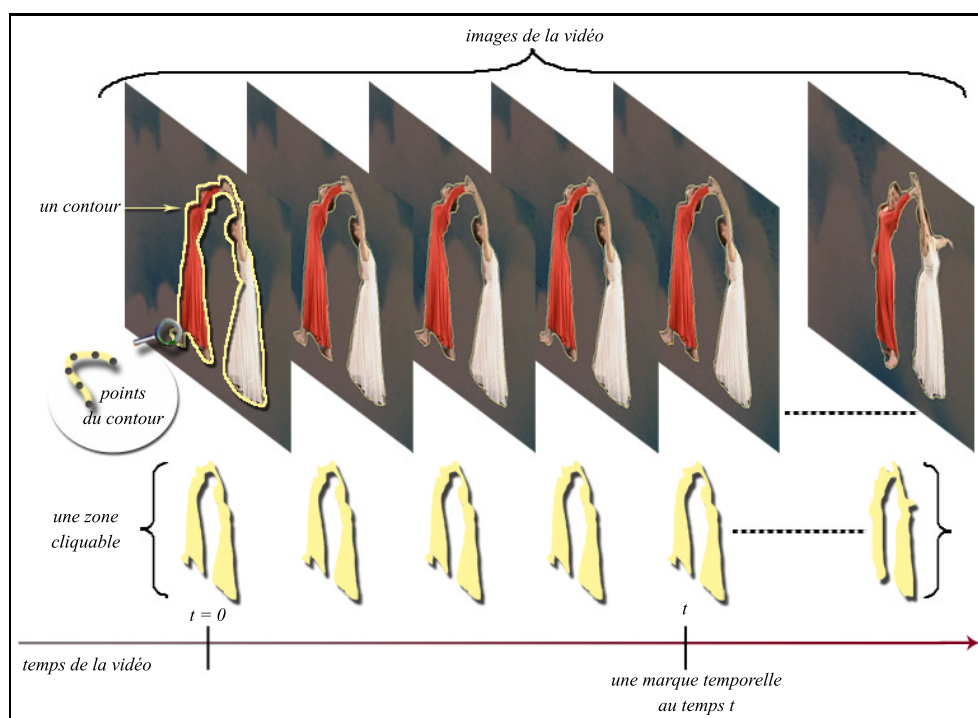 images de la vidéo
un contour
points
du contour
une zone
cliquable
t = 0
t
temps de la vidéo
une marque temporelle
au temps t